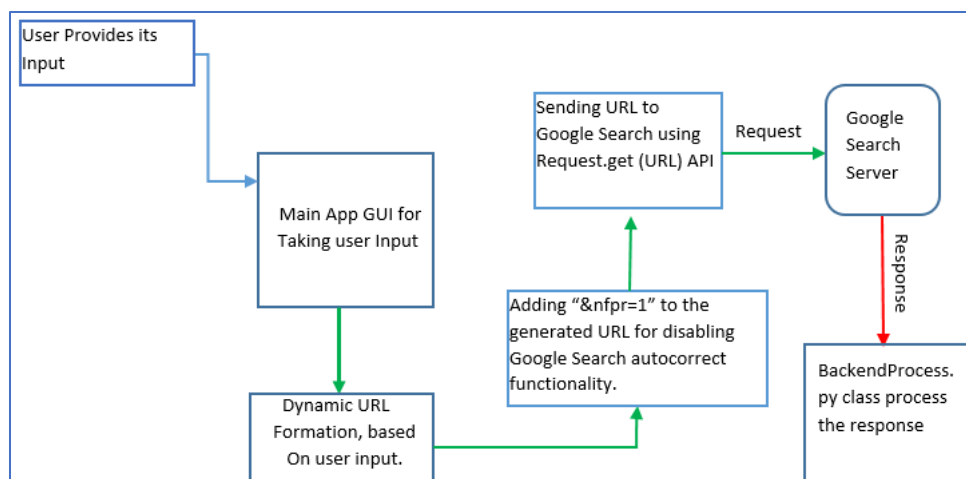 User Provides its
Input
Main App GUI for
Taking user Input
Dynamic URL
Formation, based
On user input.
Adding “&nfpr=1” to the
generated URL for disabling
Google Search autocorrect
functionality.
Sending URL to
Google Search using
Request.get (URL) API
Request
Google
Search
Server
Response
BackendProcess.
py class process
the response